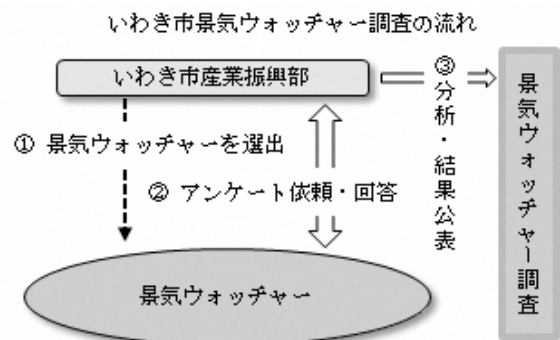 いわき市景気ウォッチャー調査の流れ
いわき市産業振興部
① 景気ウォッチャーを選出
② アンケート依頼・回答
③分析・結果公表
景気ウォッチャー
景気ウォッチャー調査